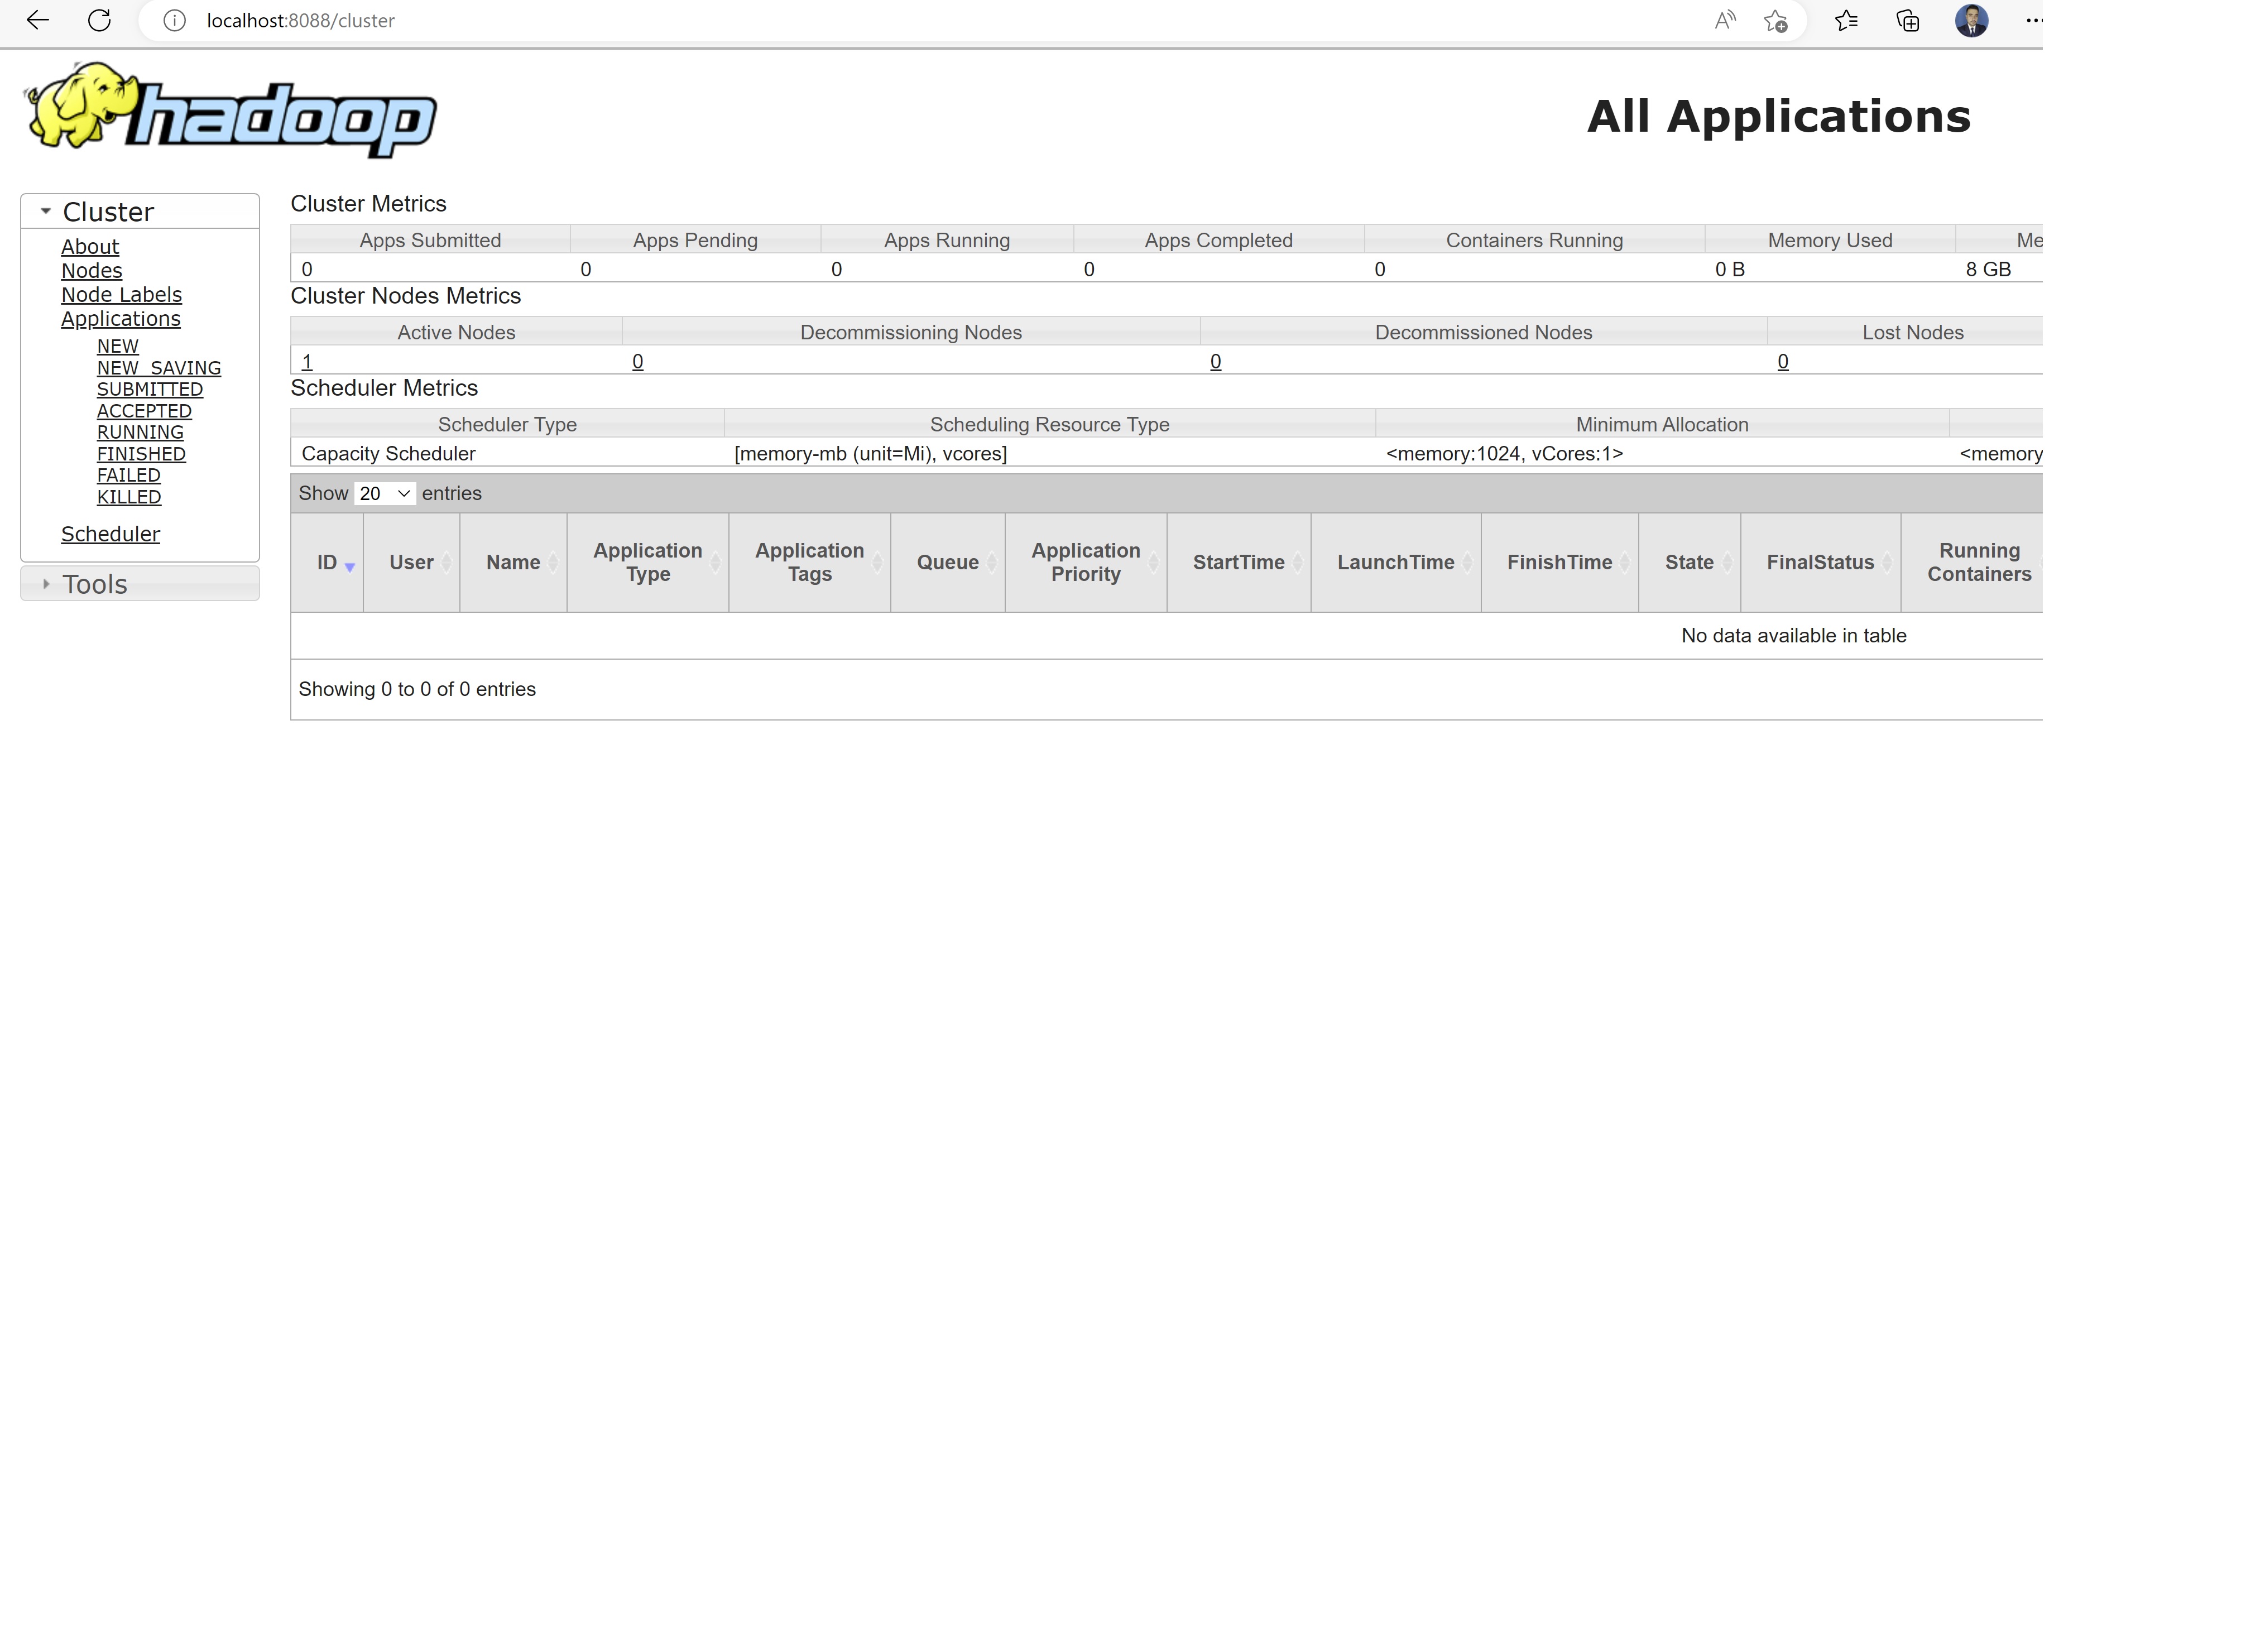 localhost:8088/cluster
hadoop
All Applications
Cluster
About
Nodes
Node Labels
Applications
NEW
NEW_SAVING
SUBMITTED
ACCEPTED
RUNNING
FINISHED
FAILED
KILLED
Scheduler
Tools
Cluster Metrics
Apps Submitted Apps Pending Apps Running Apps Completed Containers Running Memory Used Me
0 0 0 0 0 0 B 8 GB
Cluster Nodes Metrics
Active Nodes Decommissioning Nodes Decommissioned Nodes Lost Nodes
1 0 0 0
Scheduler Metrics
Scheduler Type Scheduling Resource Type Minimum Allocation
Capacity Scheduler [memory-mb (unit=Mi), vcores] <memory:1024, vCores:1> <memory
Show 20 entries
ID User Name Application Type Application Tags Queue Application Priority StartTime LaunchTime FinishTime State FinalStatus Running Containers
No data available in table
Showing 0 to 0 of 0 entries